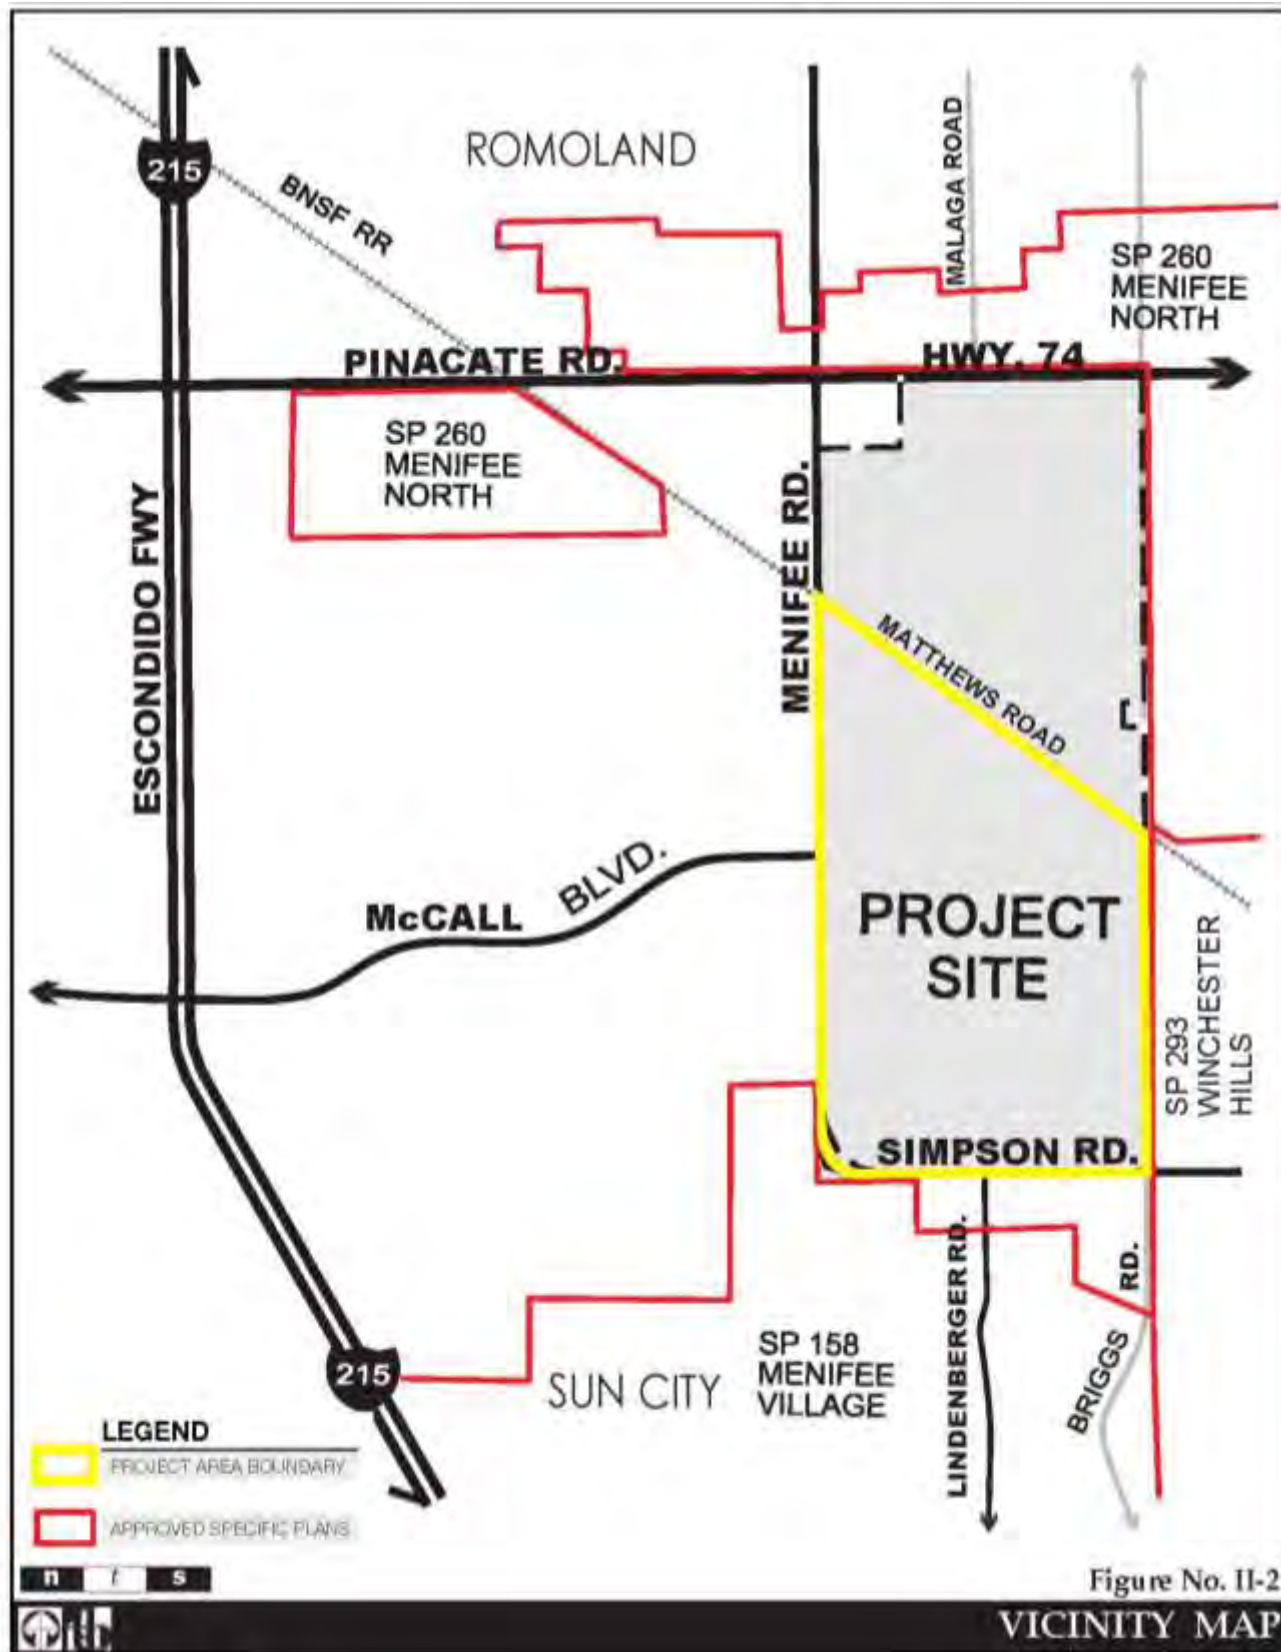 ROMOLAND
215
BNSF RR
MALAGA ROAD
SP 260
MENIFEE
NORTH
PINACATE RD.
HWY. 74
SP 260
MENIFEE
NORTH
ESCONDIDO FWY
MENIFEE RD.
MATTHEWS ROAD
McCALL BLVD.
PROJECT
SITE
SP 293
WINCHESTER
HILLS
SIMPSON RD.
LINDENBERGER RD.
BRIGGS RD.
215
SUN CITY
SP 158
MENIFEE
VILLAGE
LEGEND
PROJECT AREA BOUNDARY
APPROVED SPECIFIC PLANS
n t s
Figure No. II-2
VICINITY MAP